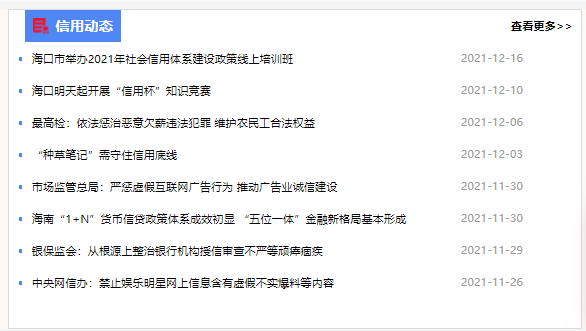 信用动态 查看更多>>
海口市举办2021年社会信用体系建设政策线上培训班 2021-12-16
海口明天起开展“信用杯”知识竞赛 2021-12-10
最高检：依法惩治恶意欠薪违法犯罪 维护农民工合法权益 2021-12-06
“种草笔记”需守住信用底线 2021-12-03
市场监管总局：严惩虚假互联网广告行为 推动广告业诚信建设 2021-11-30
海南“1+N”货币信贷政策体系成效初显 “五位一体”金融新格局基本形成 2021-11-30
银保监会：从根源上整治银行机构授信审查不严等顽瘴痼疾 2021-11-29
中央网信办：禁止娱乐明星网上信息含有虚假不实爆料等内容 2021-11-26